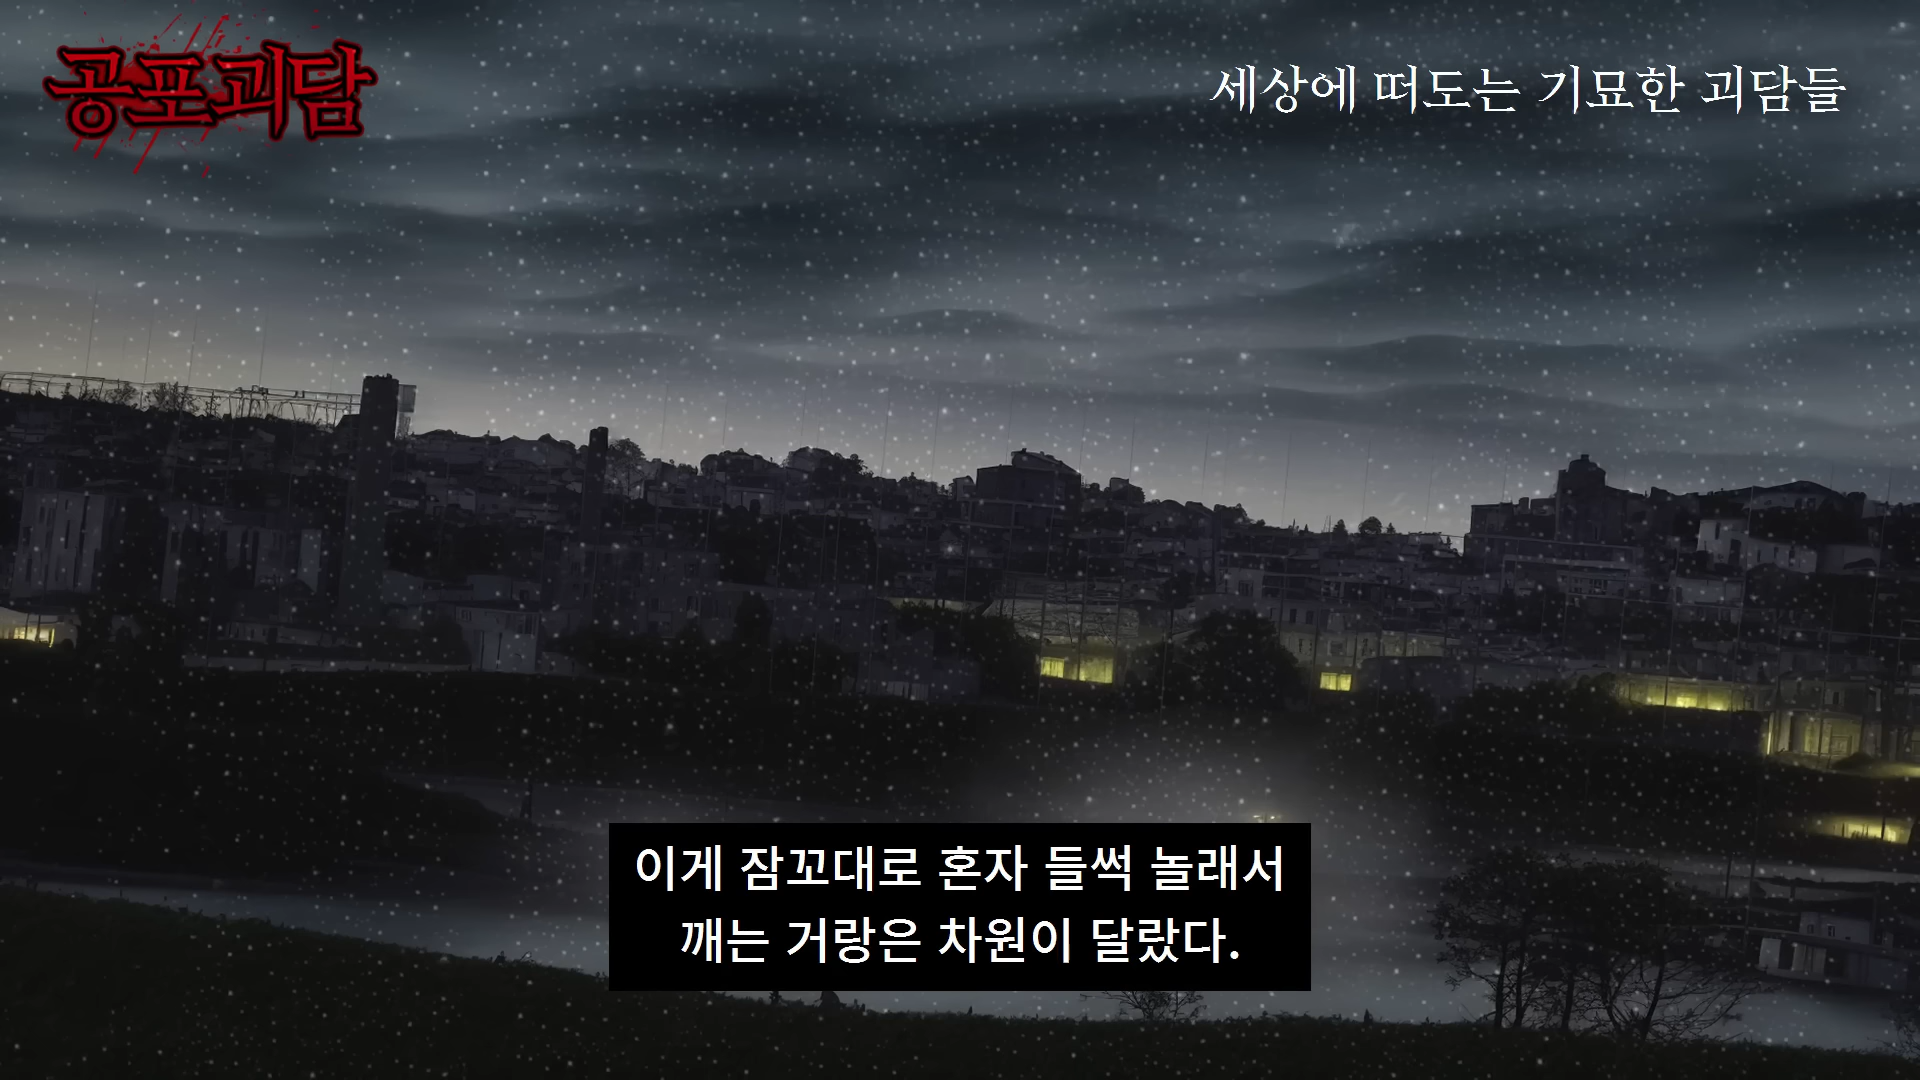 공포괴담
세상에 떠도는 기묘한 괴담들
이게 잠꼬대로 혼자 들썩 놀래서
깨는 거랑은 차원이 달랐다.